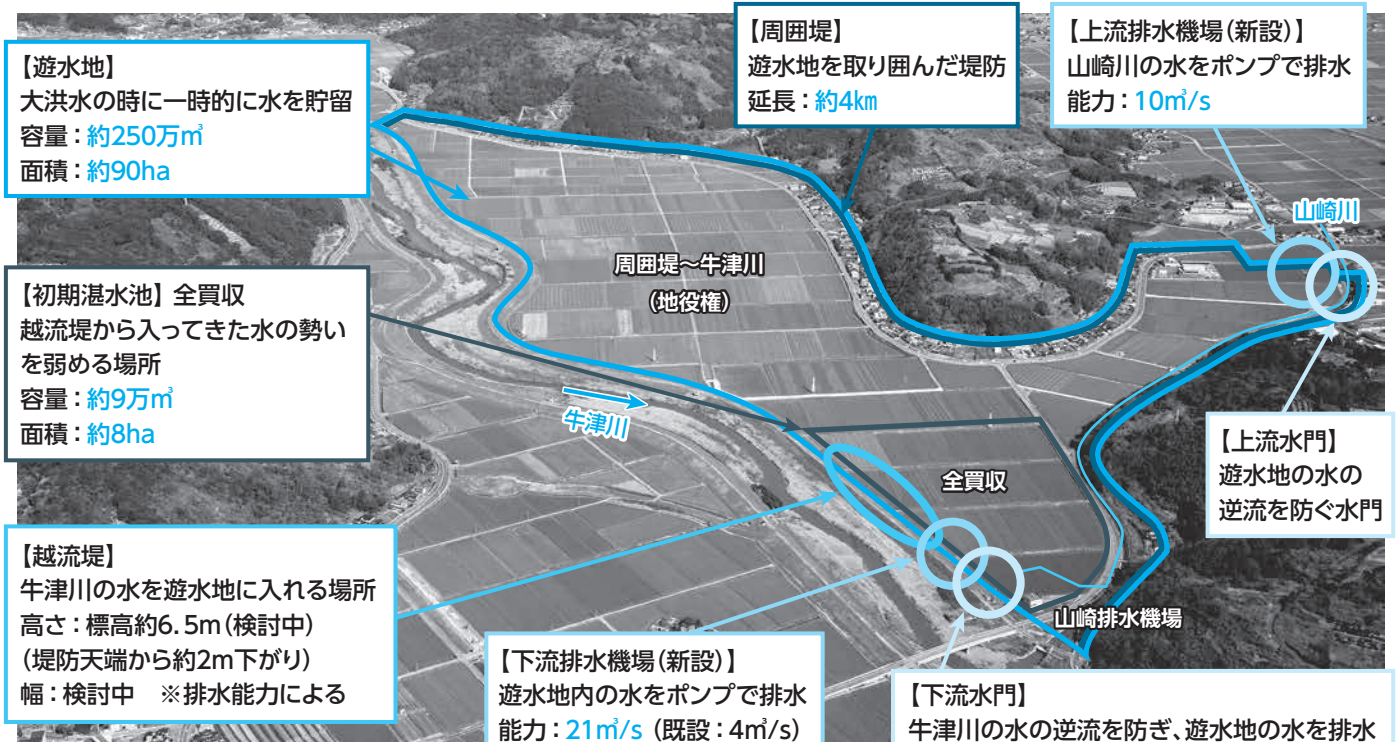 【遊水地】
大洪水の時に一時的に水を貯留
容量：約250万㎥
面積：約90ha
【周囲堤】
遊水地を取り囲んだ堤防
延長：約4㎞
【上流排水機場(新設)】
山崎川の水をポンプで排水
能力：10㎥/s
山崎川
周囲堤～牛津川
(地役権)
【初期湛水池】全買収
越流堤から入ってきた水の勢い
を弱める場所
容量：約9万㎥
面積：約8ha
牛津川
全買収
【上流水門】
遊水地の水の
逆流を防ぐ水門
【越流堤】
牛津川の水を遊水地に入れる場所
高さ：標高約6.5m(検討中)
(堤防天端から約2m下がり)
幅：検討中　※排水能力による
山崎排水機場
【下流排水機場(新設)】
遊水地内の水をポンプで排水
能力：21㎥/s (既設：4㎥/s)
【下流水門】
牛津川の水の逆流を防ぎ、遊水地の水を排水